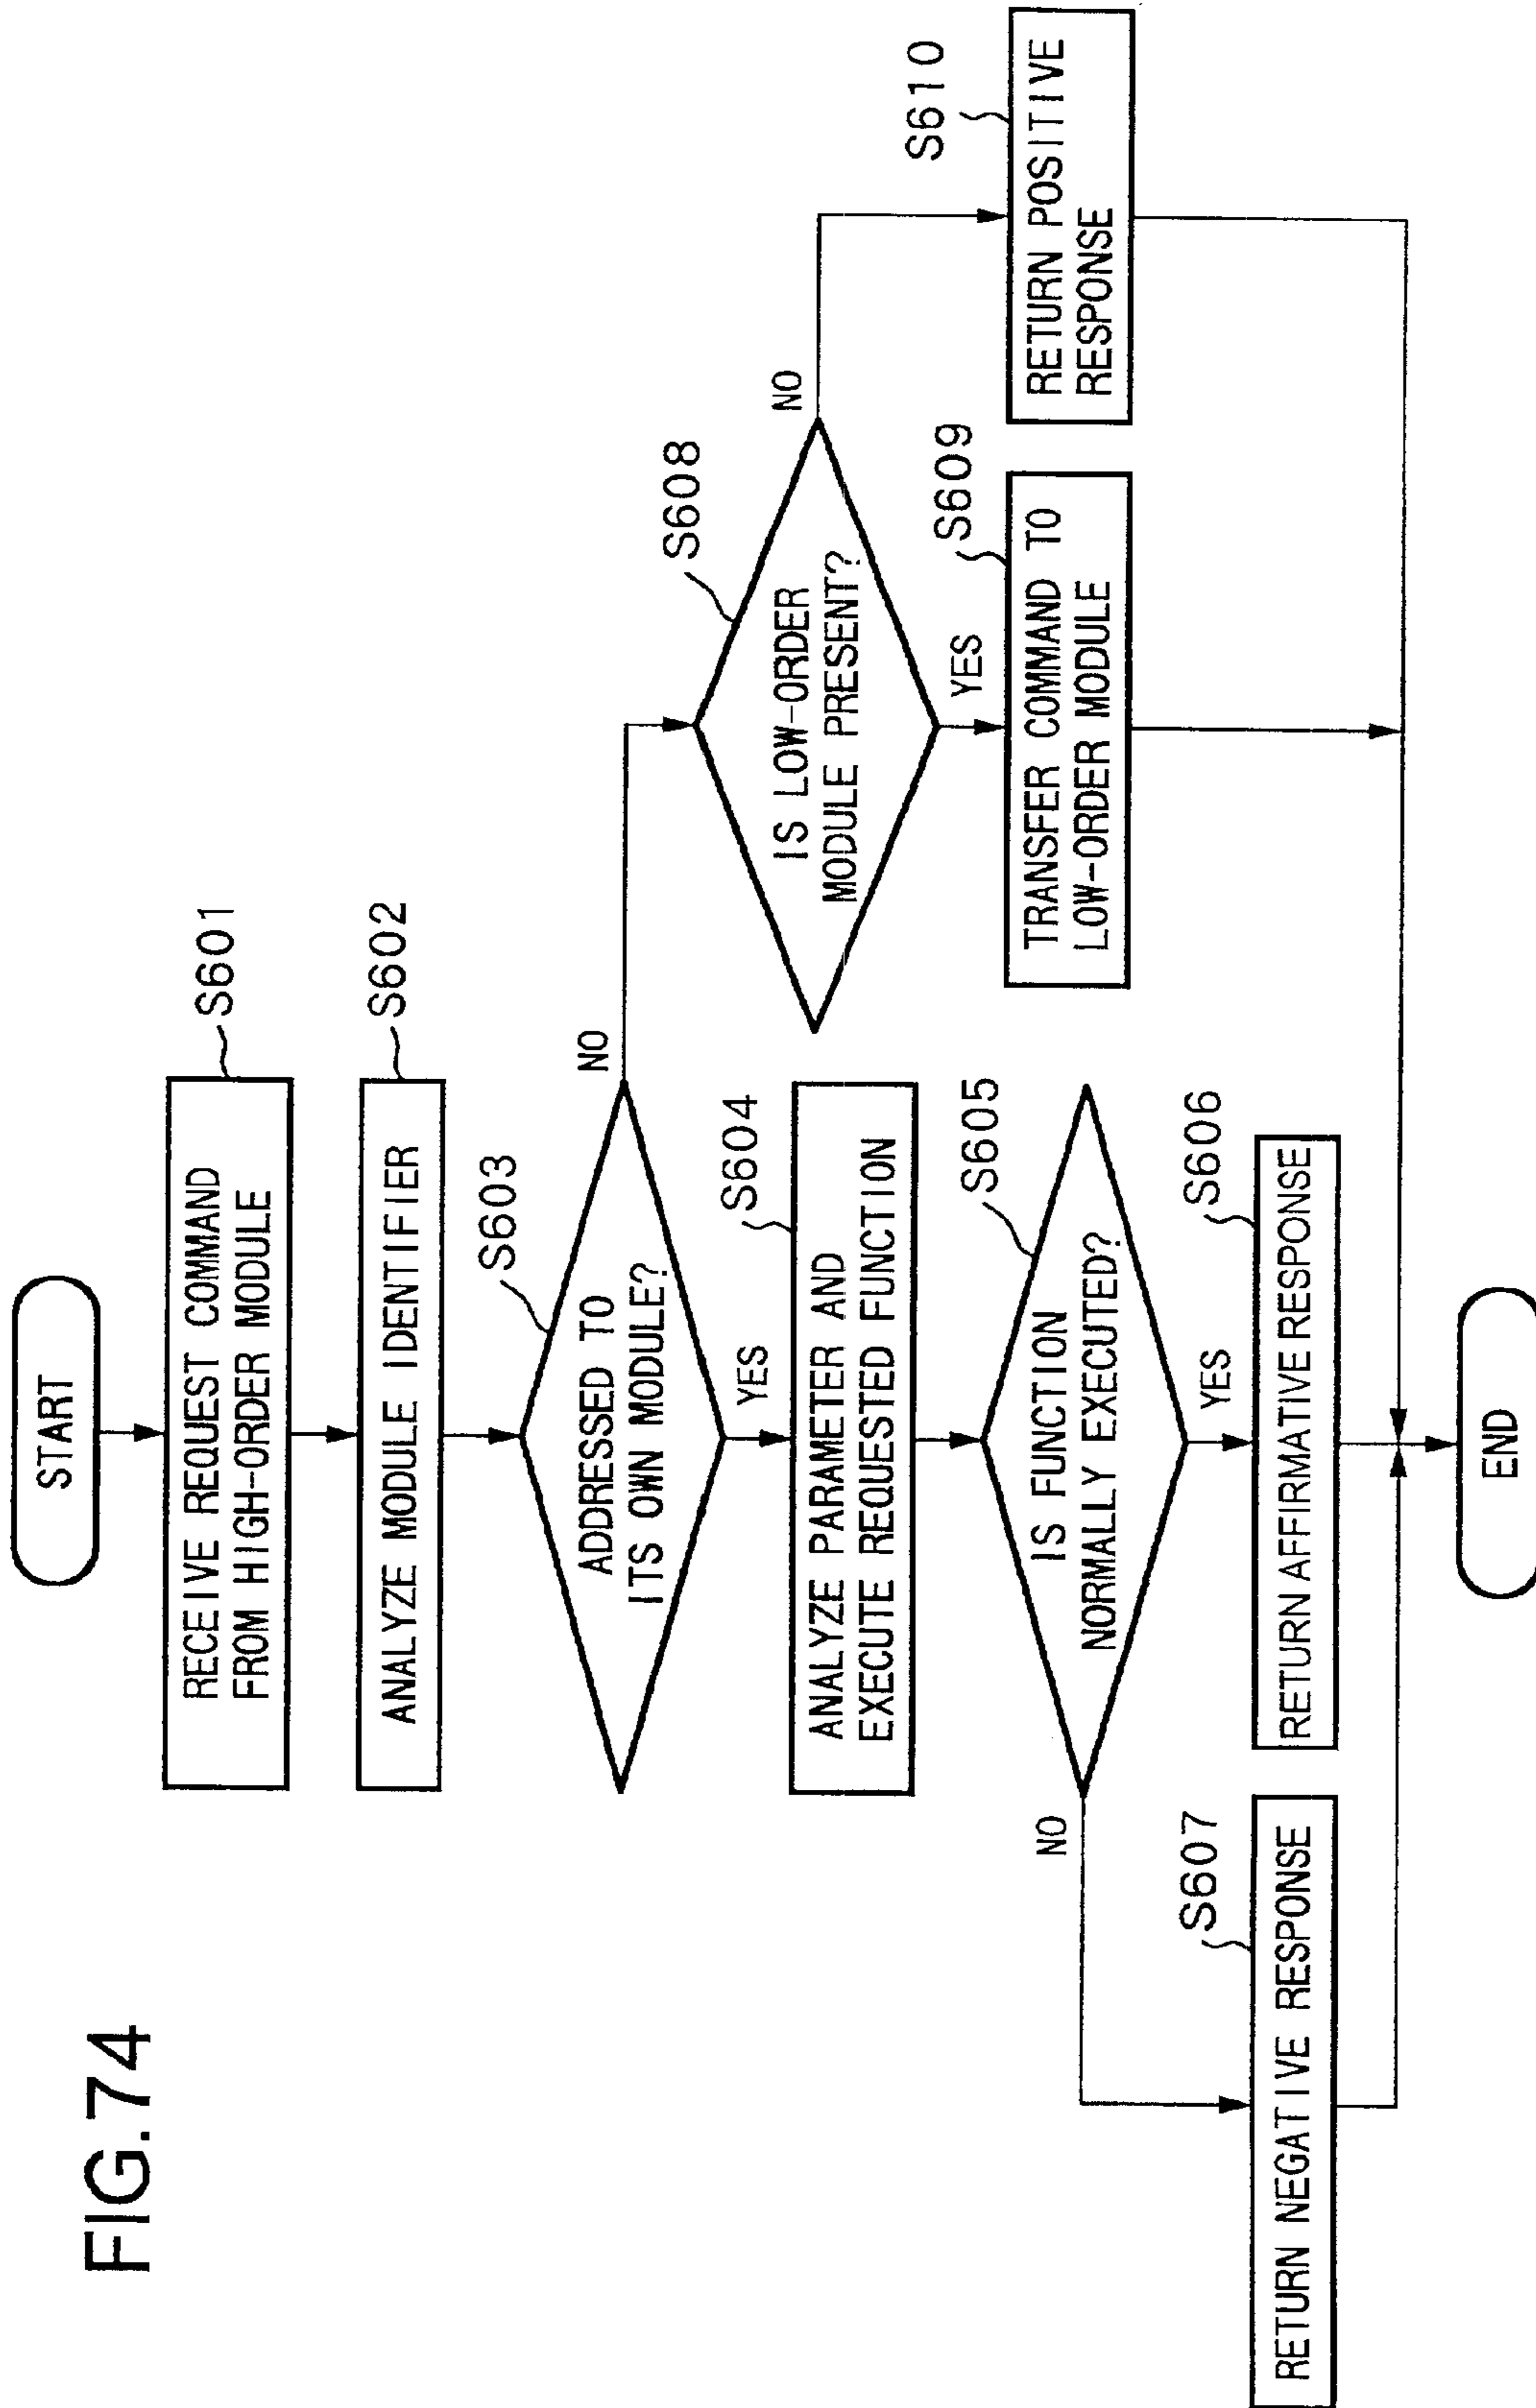 FIG.74
START
RECEIVE REQUEST COMMAND
FROM HIGH-ORDER MODULE
S601
ANALYZE MODULE IDENTIFIER
S602
ADDRESSED TO
ITS OWN MODULE?
S603
NO
YES
ANALYZE PARAMETER AND
EXECUTE REQUESTED FUNCTION
S604
IS FUNCTION
NORMALLY EXECUTED?
S605
NO
YES
RETURN NEGATIVE RESPONSE
S607
RETURN AFFIRMATIVE RESPONSE
S606
IS LOW-ORDER
MODULE PRESENT?
S608
NO
YES
TRANSFER COMMAND TO
LOW-ORDER MODULE
S609
RETURN POSITIVE
RESPONSE
S610
END